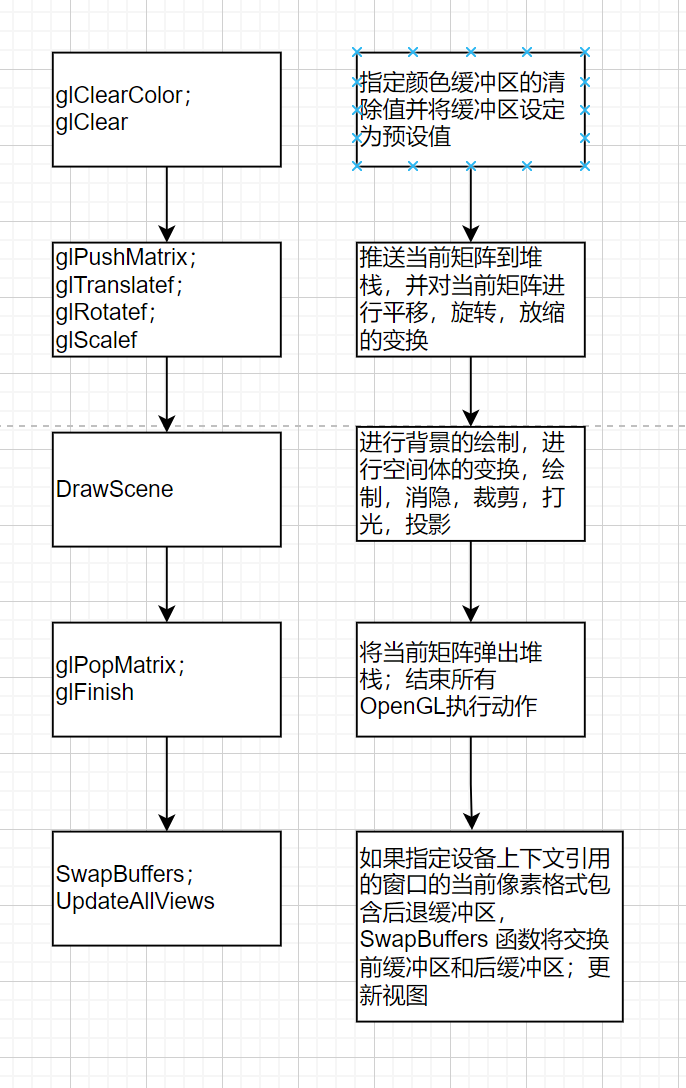 glClearColor；
glClear
指定颜色缓冲区的清
除值并将缓冲区设定
为预设值
glPushMatrix；
glTranslatef；
glRotatef；
glScalef
推送当前矩阵到堆
栈，并对当前矩阵进
行平移，旋转，放缩
的变换
DrawScene
进行背景的绘制，进
行空间体的变换，绘
制，消隐，裁剪，打
光，投影
glPopMatrix；
glFinish
将当前矩阵弹出堆
栈；结束所有
OpenGL执行动作
SwapBuffers；
UpdateAllViews
如果指定设备上下文引用
的窗口的当前像素格式包
含后退缓冲区，
SwapBuffers 函数将交换
前缓冲区和后缓冲区；更
新视图